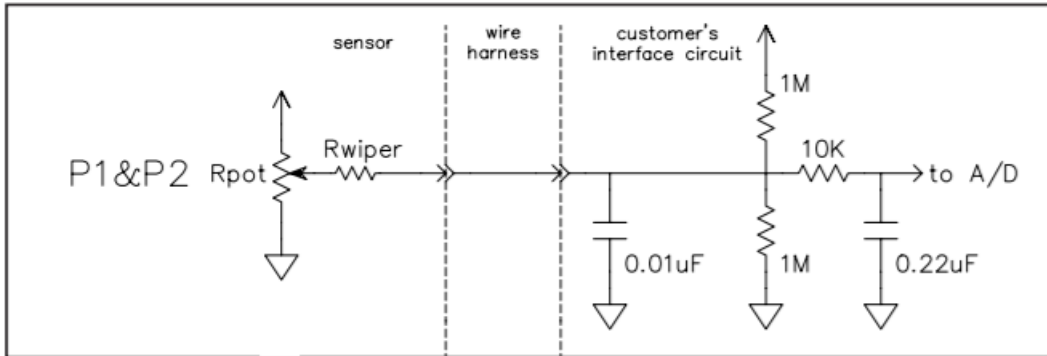 sensor
wire
harness
customer's
interface circuit
1M
P1&P2
Rpot
Rwiper
10K
to A/D
0.01uF
1M
0.22uF